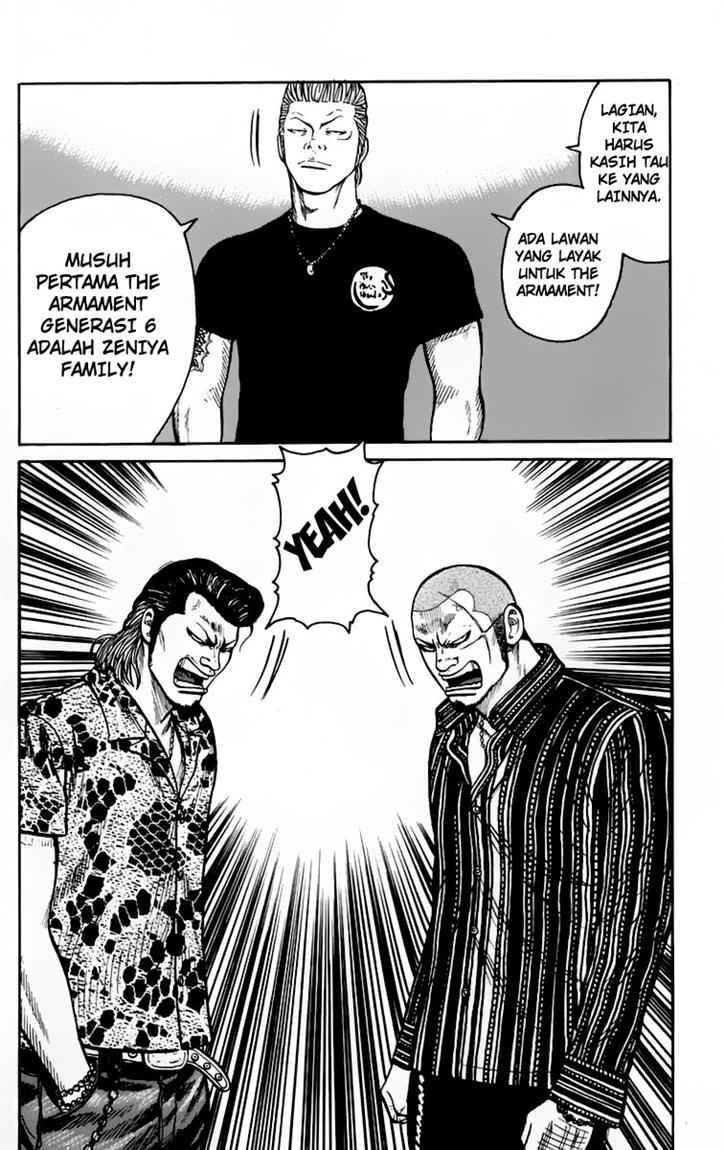 LAGIAN,
KITA
HARUS
KASIH TAU
KE YANG
LAINNYA.
ADA LAWAN
YANG LAYAK
UNTUK THE
ARMAMENT!
MUSUH
PERTAMA THE
ARMAMENT
GENERASI 6
ADALAH ZENIYA
FAMILY!
YEAH!